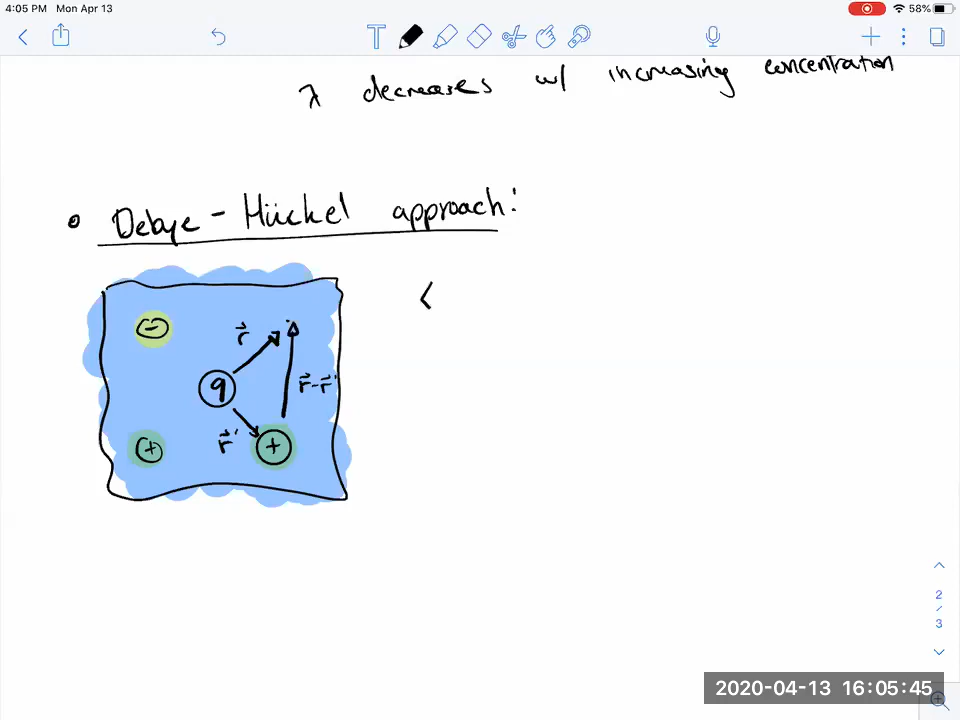 4:05 PM Mon Apr 13
58%
λ decreases w/ increasing concentration
• Debye - Hückel approach:
<
-
r⃗
q
r⃗-r⃗'
r⃗'
+
+
2
/
3
2020-04-13 16:05:45